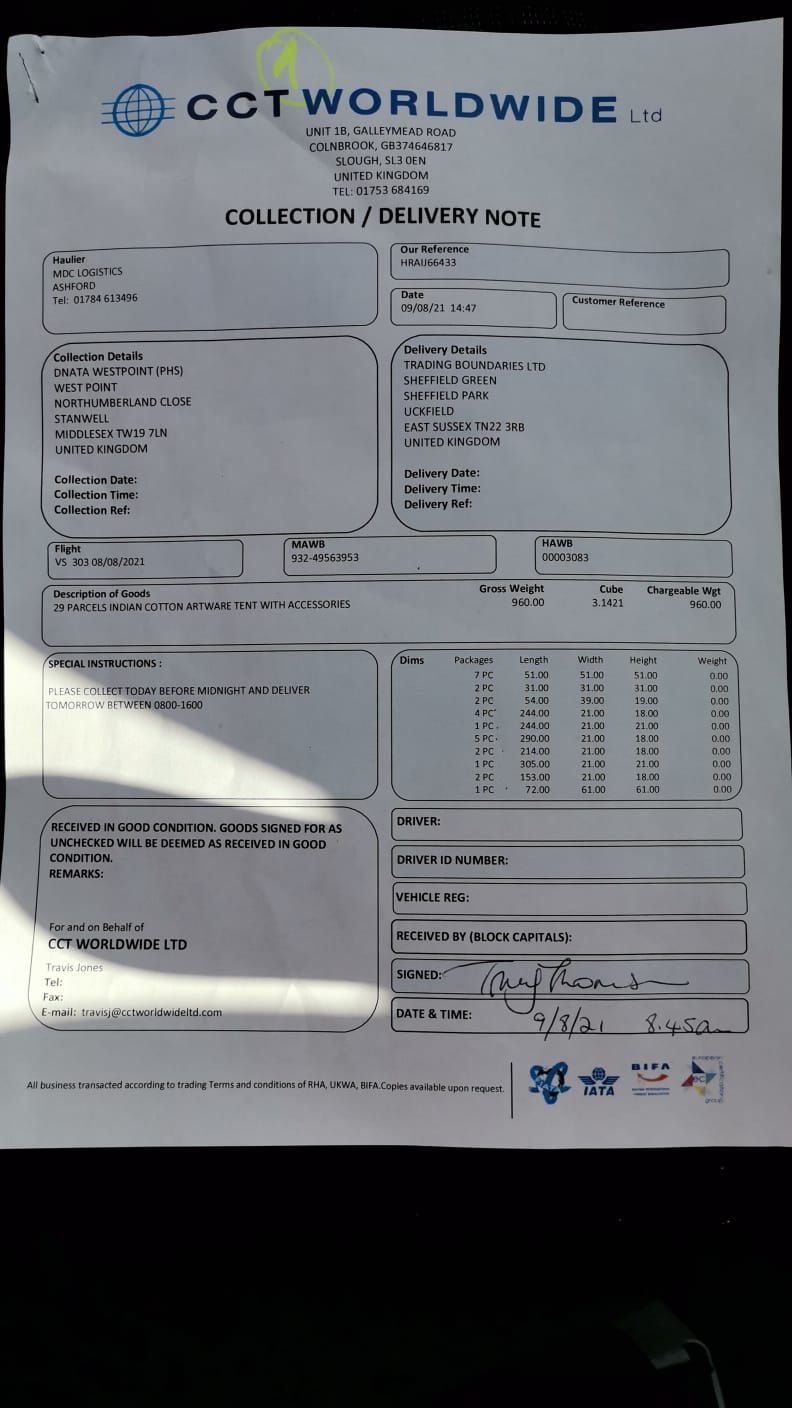 1
CCT WORLDWIDE Ltd
UNIT 1B, GALLEYMEAD ROAD
COLNBROOK, GB374646817
SLOUGH, SL3 0EN
UNITED KINGDOM
TEL: 01753 684169
COLLECTION / DELIVERY NOTE
Haulier
MDC LOGISTICS
ASHFORD
Tel: 01784 613496
Our Reference
HRAIJ66433
Date
09/08/21 14:47
Customer Reference
Collection Details
DNATA WESTPOINT (PHS)
WEST POINT
NORTHUMBERLAND CLOSE
STANWELL
MIDDLESEX TW19 7LN
UNITED KINGDOM
Collection Date:
Collection Time:
Collection Ref:
Delivery Details
TRADING BOUNDARIES LTD
SHEFFIELD GREEN
SHEFFIELD PARK
UCKFIELD
EAST SUSSEX TN22 3RB
UNITED KINGDOM
Delivery Date:
Delivery Time:
Delivery Ref:
Flight
VS 303 08/08/2021
MAWB
932-49563953
HAWB
00003083
Description of Goods Gross Weight Cube Chargeable Wgt
29 PARCELS INDIAN COTTON ARTWARE TENT WITH ACCESSORIES 960.00 3.1421 960.00
SPECIAL INSTRUCTIONS :
PLEASE COLLECT TODAY BEFORE MIDNIGHT AND DELIVER
TOMORROW BETWEEN 0800-1600
Dims Packages Length Width Height Weight
7 PC 51.00 51.00 51.00 0.00
2 PC 31.00 31.00 31.00 0.00
2 PC 54.00 39.00 19.00 0.00
4 PC 244.00 21.00 18.00 0.00
1 PC 244.00 21.00 21.00 0.00
5 PC 290.00 21.00 18.00 0.00
2 PC 214.00 21.00 18.00 0.00
1 PC 305.00 21.00 21.00 0.00
2 PC 153.00 21.00 18.00 0.00
1 PC 72.00 61.00 61.00 0.00
RECEIVED IN GOOD CONDITION. GOODS SIGNED FOR AS
UNCHECKED WILL BE DEEMED AS RECEIVED IN GOOD
CONDITION.
REMARKS:
For and on Behalf of
CCT WORLDWIDE LTD
Travis Jones
Tel:
Fax:
E-mail: travisj@cctworldwideltd.com
DRIVER:
DRIVER ID NUMBER:
VEHICLE REG:
RECEIVED BY (BLOCK CAPITALS):
SIGNED:
DATE & TIME: 9/8/21 8.45am
All business transacted according to trading Terms and conditions of RHA, UKWA, BIFA.Copies available upon request.
IATA
BIFA